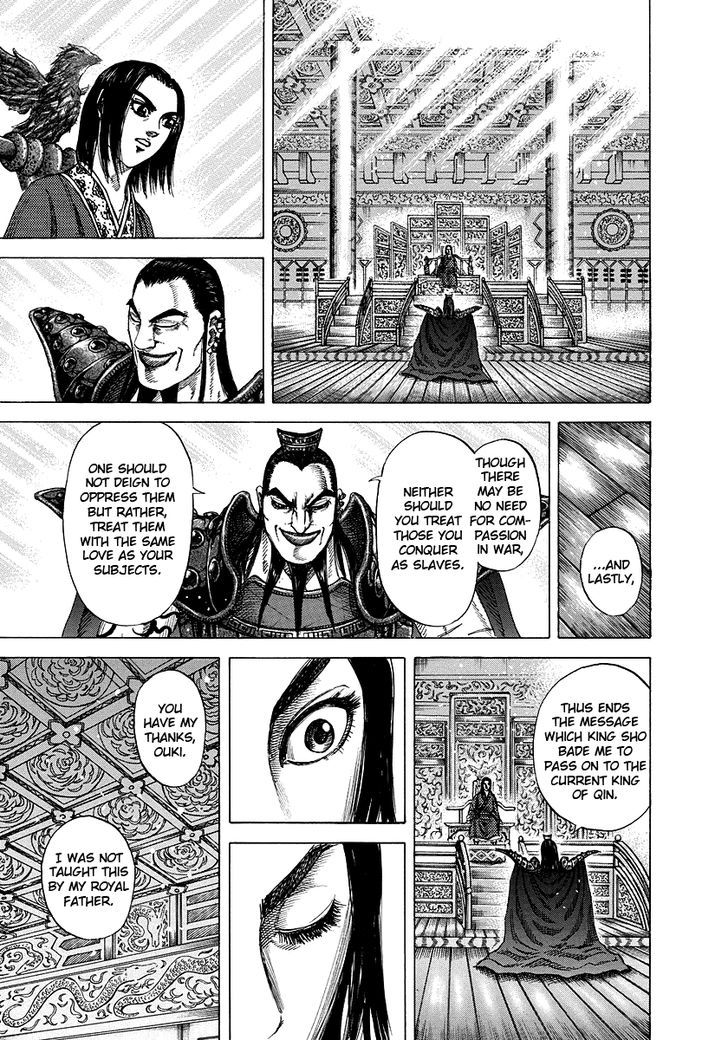 ...AND
LASTLY,
THOUGH
THERE
MAY BE
NO NEED
FOR COM-
PASSION
IN WAR,
NEITHER
SHOULD
YOU TREAT
THOSE YOU
CONQUER
AS SLAVES.
ONE SHOULD
NOT DEIGN TO
OPPRESS THEM
BUT RATHER,
TREAT THEM
WITH THE SAME
LOVE AS YOUR
SUBJECTS.
THUS ENDS
THE MESSAGE
WHICH KING SHO
BADE ME TO
PASS ON TO THE
CURRENT KING
OF QIN.
YOU
HAVE MY
THANKS,
OUKI.
I WAS NOT
TAUGHT THIS
BY MY ROYAL
FATHER.